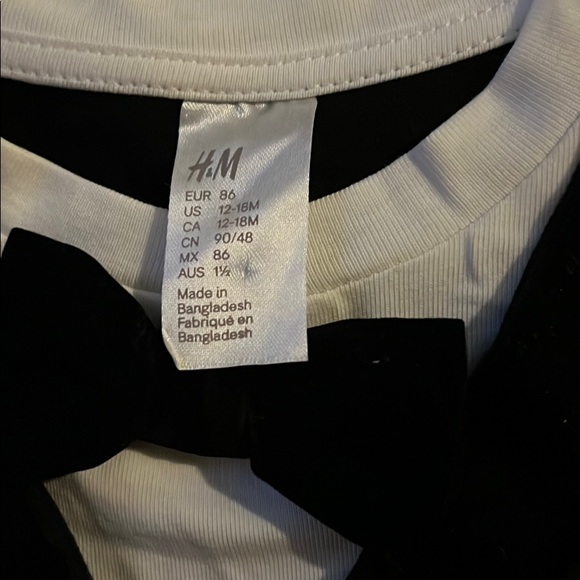 H&M
EUR 86
US 12-18M
CA 12-18M
CN 90/48
MX 86
AUS 1½
Made in
Bangladesh
Fabriqué en
Bangladesh